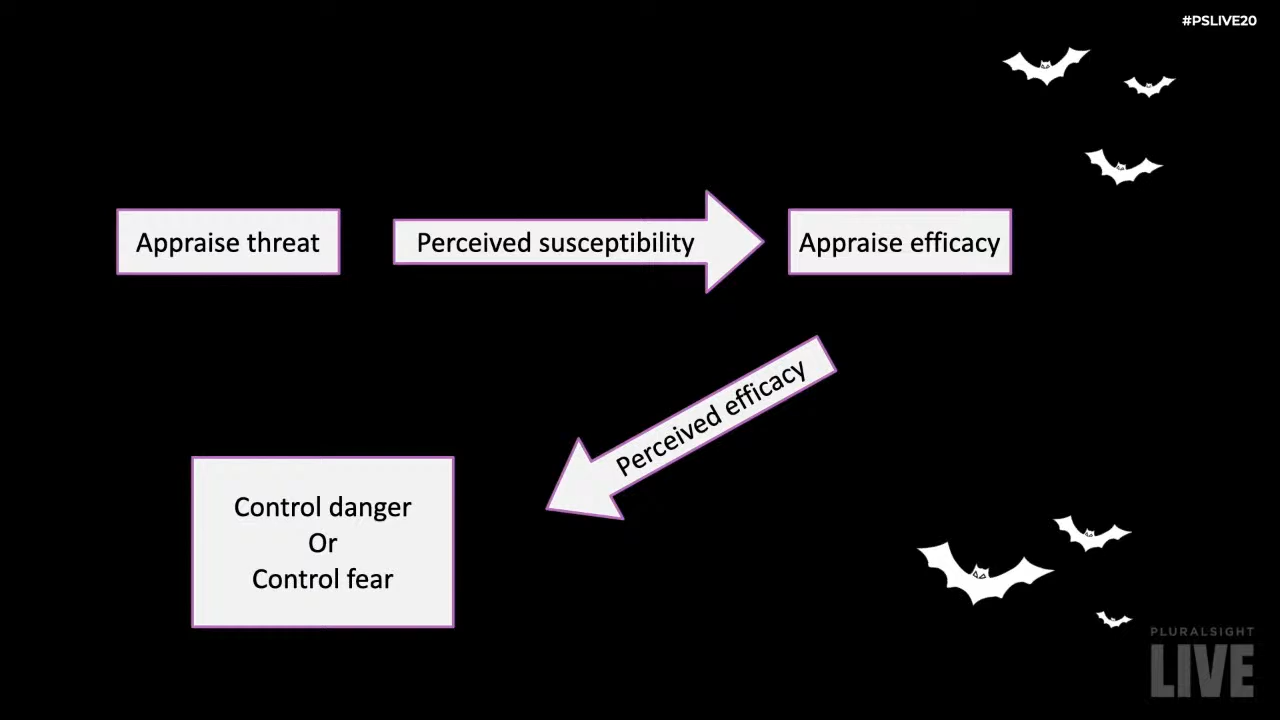 #PSLIVE20
Appraise threat
Perceived susceptibility
Appraise efficacy
Perceived efficacy
Control danger
Or
Control fear
PLURALSIGHT
LIVE